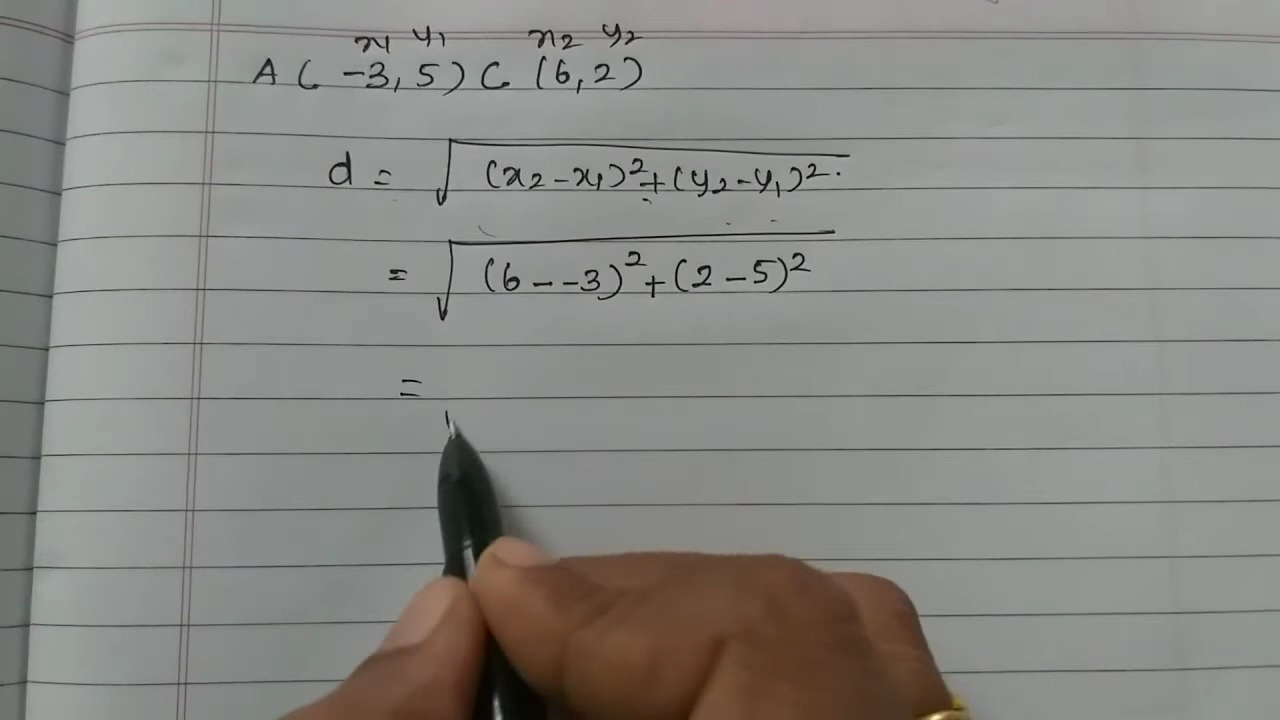 x1 y1 x2 y2
A ( -3, 5 ) C (6, 2)
d = √(x2 - x1)² + (y2 - y1)²
= √(6 - -3)² + (2 - 5)²
=